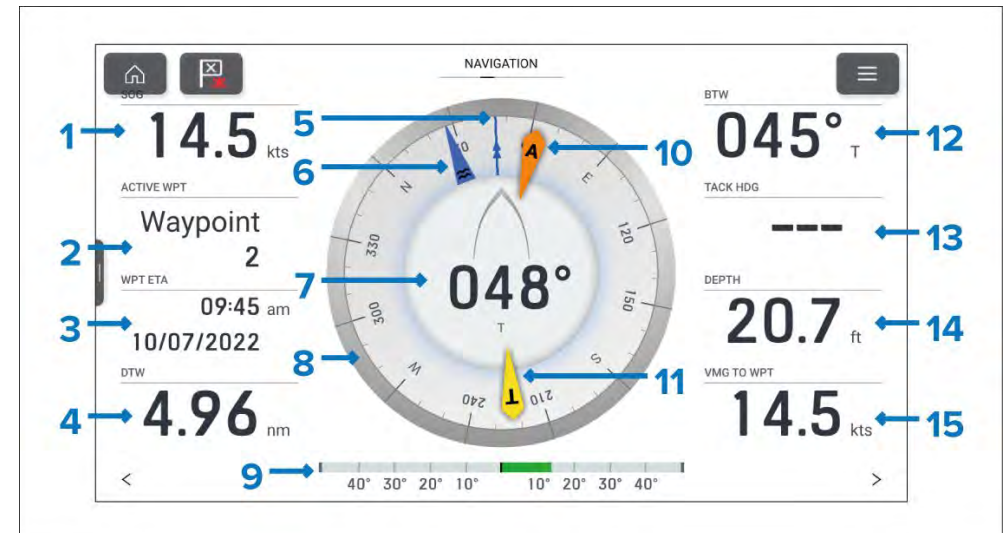 NAVIGATION
SOG
1
14.5 kts
ACTIVE WPT
Waypoint
2
2
WPT ETA
09:45 am
3
10/07/2022
DTW
4
4.96 nm
5
6
7
048°
T
8
N
E
120
150
S
210
240
W
300
330
A
T
9
40° 30° 20° 10° 10° 20° 30° 40°
10
11
BTW
045° T
12
TACK HDG
---
13
DEPTH
20.7 ft
14
VMG TO WPT
14.5 kts
15
<
>